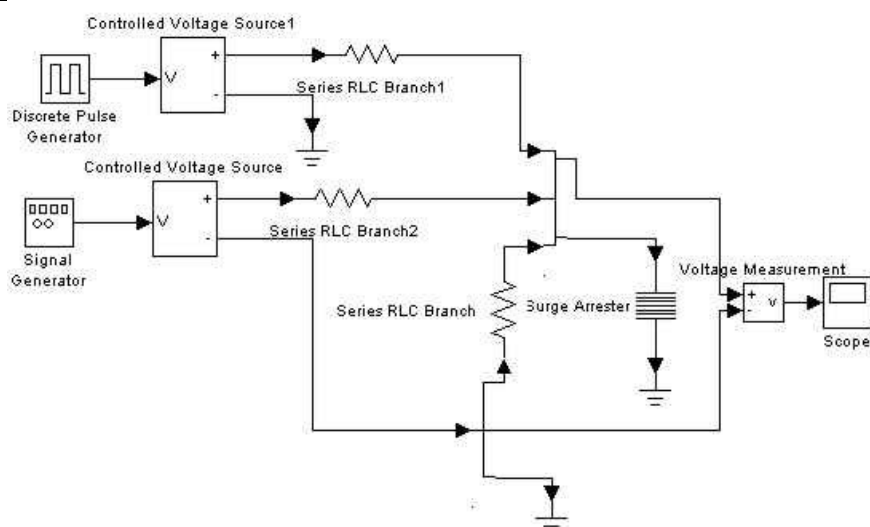 Controlled Voltage Source1
V
+
-
Series RLC Branch1
Discrete Pulse
Generator
Controlled Voltage Source
V
+
-
Series RLC Branch2
Signal
Generator
Voltage Measurement
Series RLC Branch
Surge Arrester
+
-
v
Scope